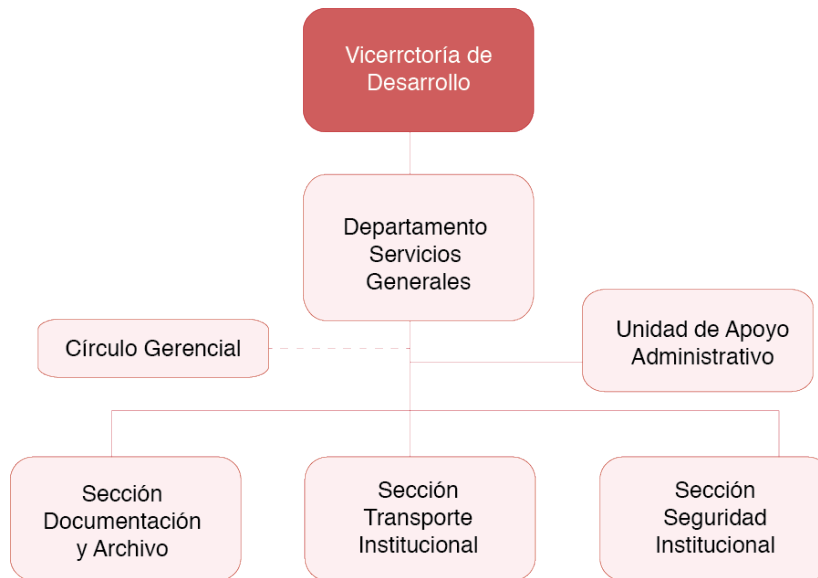 Vicerrctoría de
Desarrollo
Departamento
Servicios
Generales
Círculo Gerencial
Unidad de Apoyo
Administrativo
Sección
Documentación
y Archivo
Sección
Transporte
Institucional
Sección
Seguridad
Institucional